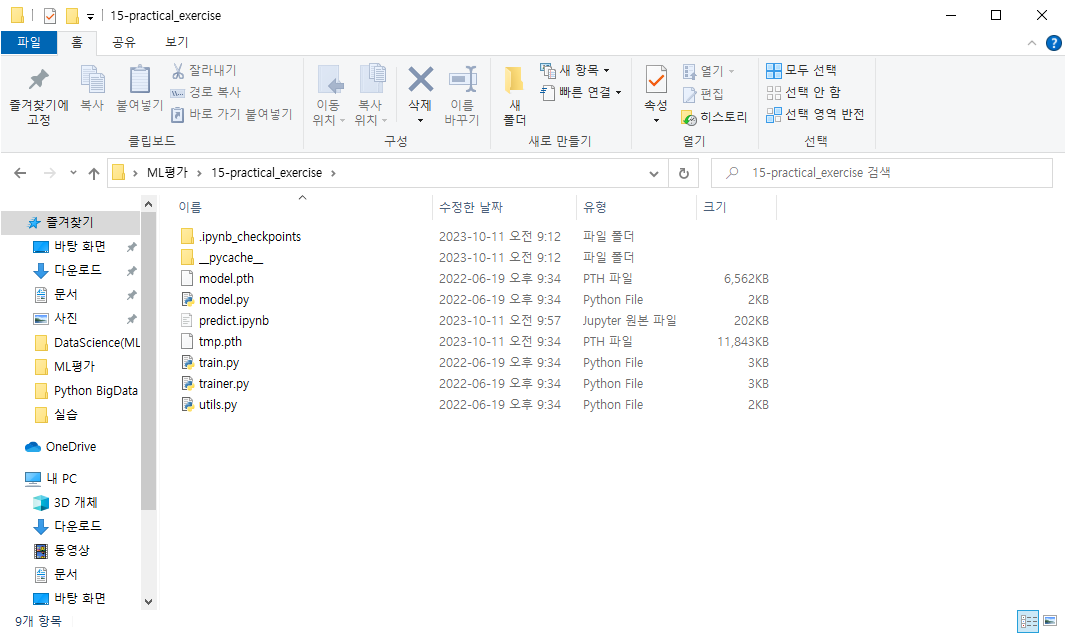 15-practical_exercise
파일 홈 공유 보기
즐겨찾기에 고정
복사
붙여넣기
잘라내기
경로 복사
바로 가기 붙여넣기
클립보드
이동 위치
복사 위치
삭제
이름 바꾸기
구성
새 폴더
새 항목
빠른 연결
새로 만들기
속성
열기
편집
히스토리
열기
모두 선택
선택 안 함
선택 영역 반전
선택
ML평가 › 15-practical_exercise ›
15-practical_exercise 검색
즐겨찾기
바탕 화면
다운로드
문서
사진
DataScience(ML
ML평가
Python BigData
실습
OneDrive
내 PC
3D 개체
다운로드
동영상
문서
바탕 화면
이름 수정한 날짜 유형 크기
.ipynb_checkpoints 2023-10-11 오전 9:12 파일 폴더
__pycache__ 2023-10-11 오전 9:12 파일 폴더
model.pth 2022-06-19 오후 9:34 PTH 파일 6,562KB
model.py 2022-06-19 오후 9:34 Python File 2KB
predict.ipynb 2023-10-11 오전 9:57 Jupyter 원본 파일 202KB
tmp.pth 2022-06-19 오후 9:34 PTH 파일 11,843KB
train.py 2022-06-19 오후 9:34 Python File 3KB
trainer.py 2022-06-19 오후 9:34 Python File 3KB
utils.py 2022-06-19 오후 9:34 Python File 2KB
9개 항목